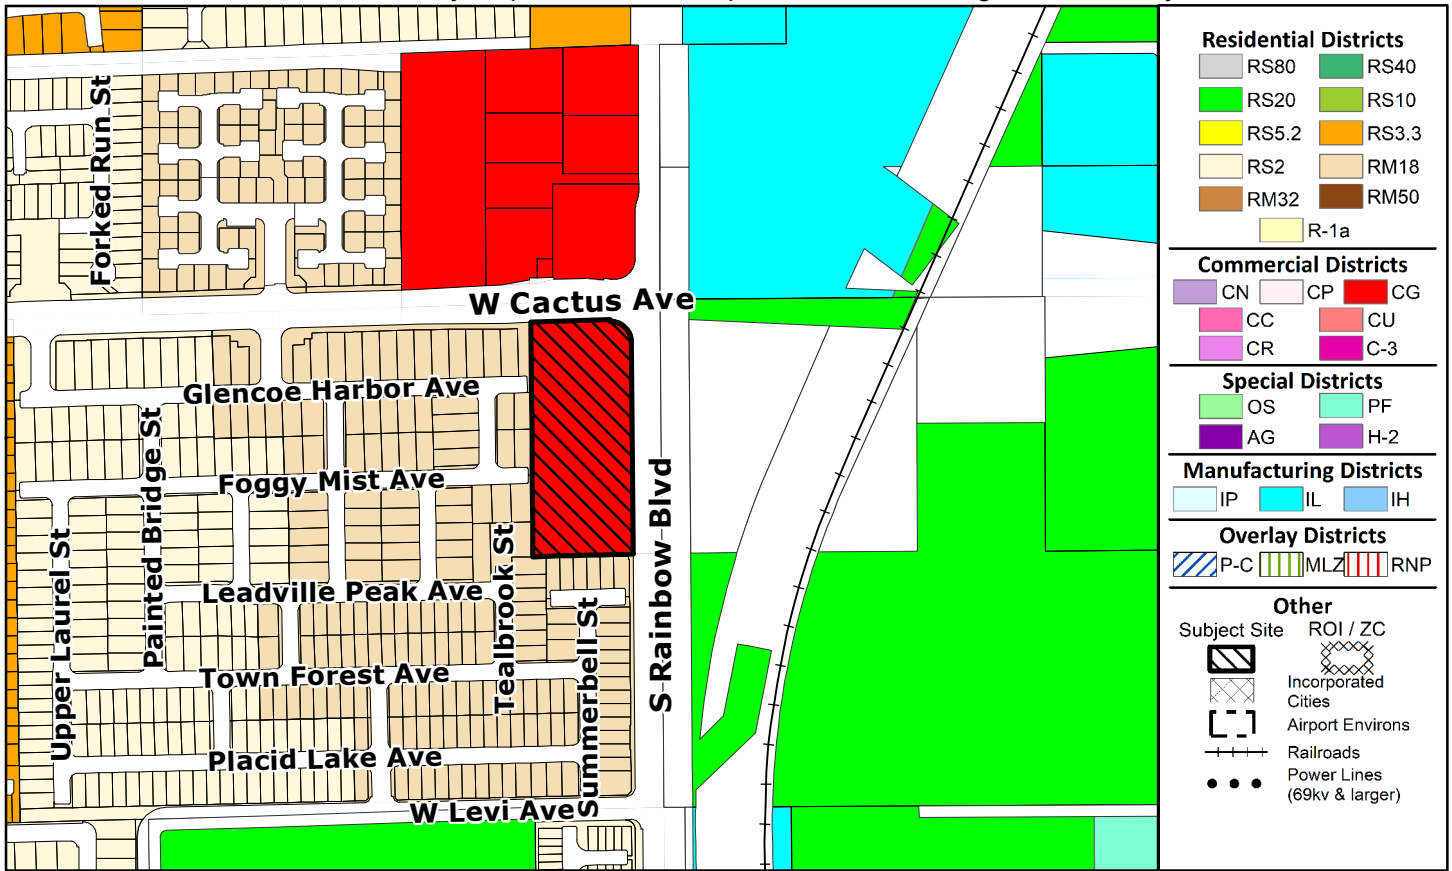 Forked Run St
W Cactus Ave
Glencoe Harbor Ave
Painted Bridge St
Foggy Mist Ave
S Rainbow Blvd
Upper Laurel St
Tealbrook St
Leadville Peak Ave
Summerbell St
Town Forest Ave
Placid Lake Ave
W Levi Ave
Residential Districts
RS80 RS40
RS20 RS10
RS5.2 RS3.3
RS2 RM18
RM32 RM50
R-1a
Commercial Districts
CN CP CG
CC CU
CR C-3
Special Districts
OS PF
AG H-2
Manufacturing Districts
IP IL IH
Overlay Districts
P-C MLZ RNP
Other
Subject Site ROI / ZC
Incorporated
Cities
Airport Environs
Railroads
Power Lines
(69kv & larger)